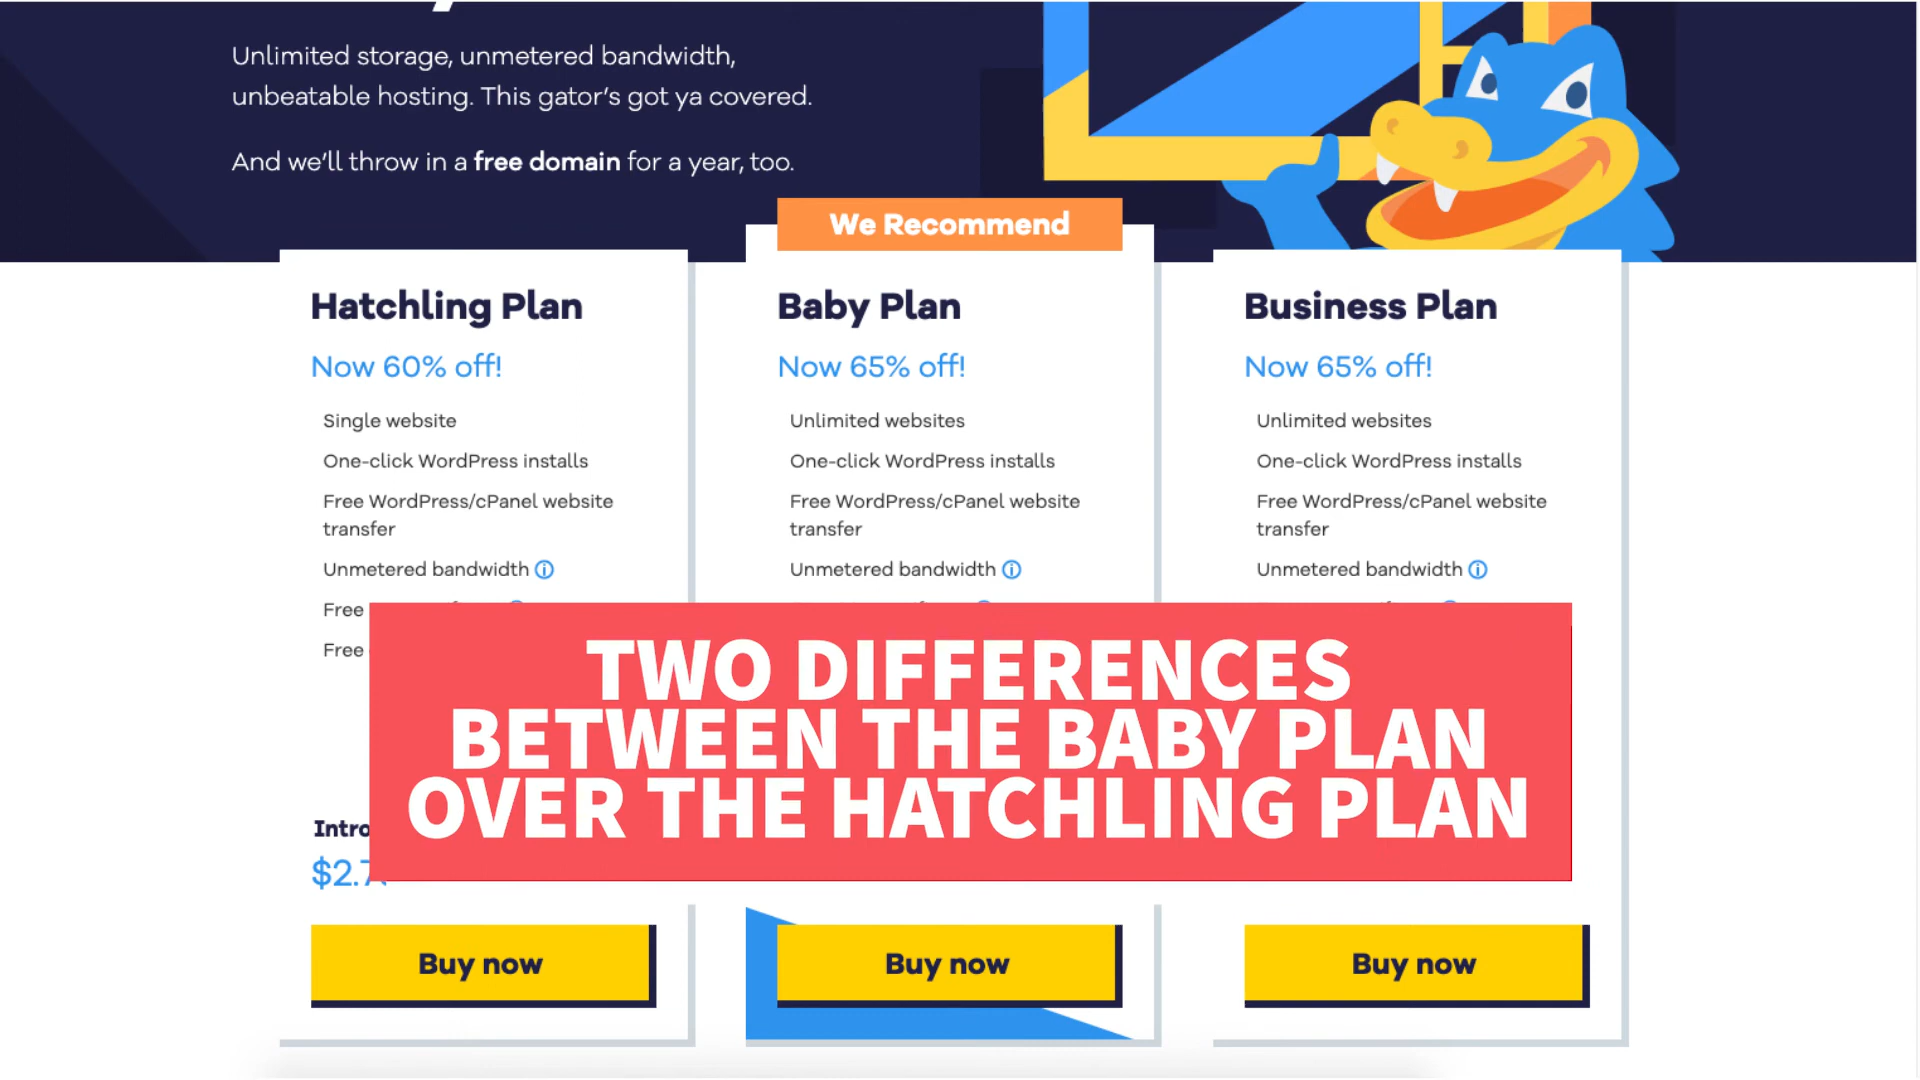 Unlimited storage, unmetered bandwidth,
unbeatable hosting. This gator's got ya covered.
And we'll throw in a free domain for a year, too.
We Recommend
Hatchling Plan
Now 60% off!
Single website
One-click WordPress installs
Free WordPress/cPanel website
transfer
Unmetered bandwidth
Free
Free
Intro
$2.7
Buy now
Baby Plan
Now 65% off!
Unlimited websites
One-click WordPress installs
Free WordPress/cPanel website
transfer
Unmetered bandwidth
Buy now
Business Plan
Now 65% off!
Unlimited websites
One-click WordPress installs
Free WordPress/cPanel website
transfer
Unmetered bandwidth
Buy now
TWO DIFFERENCES
BETWEEN THE BABY PLAN
OVER THE HATCHLING PLAN